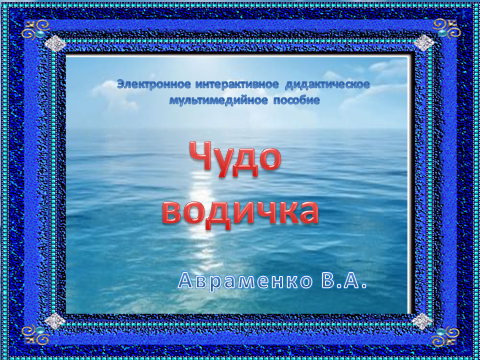 Электронное интерактивное дидактическое
мультимедийное пособие
Чудо
водичка
Авраменко В.А.